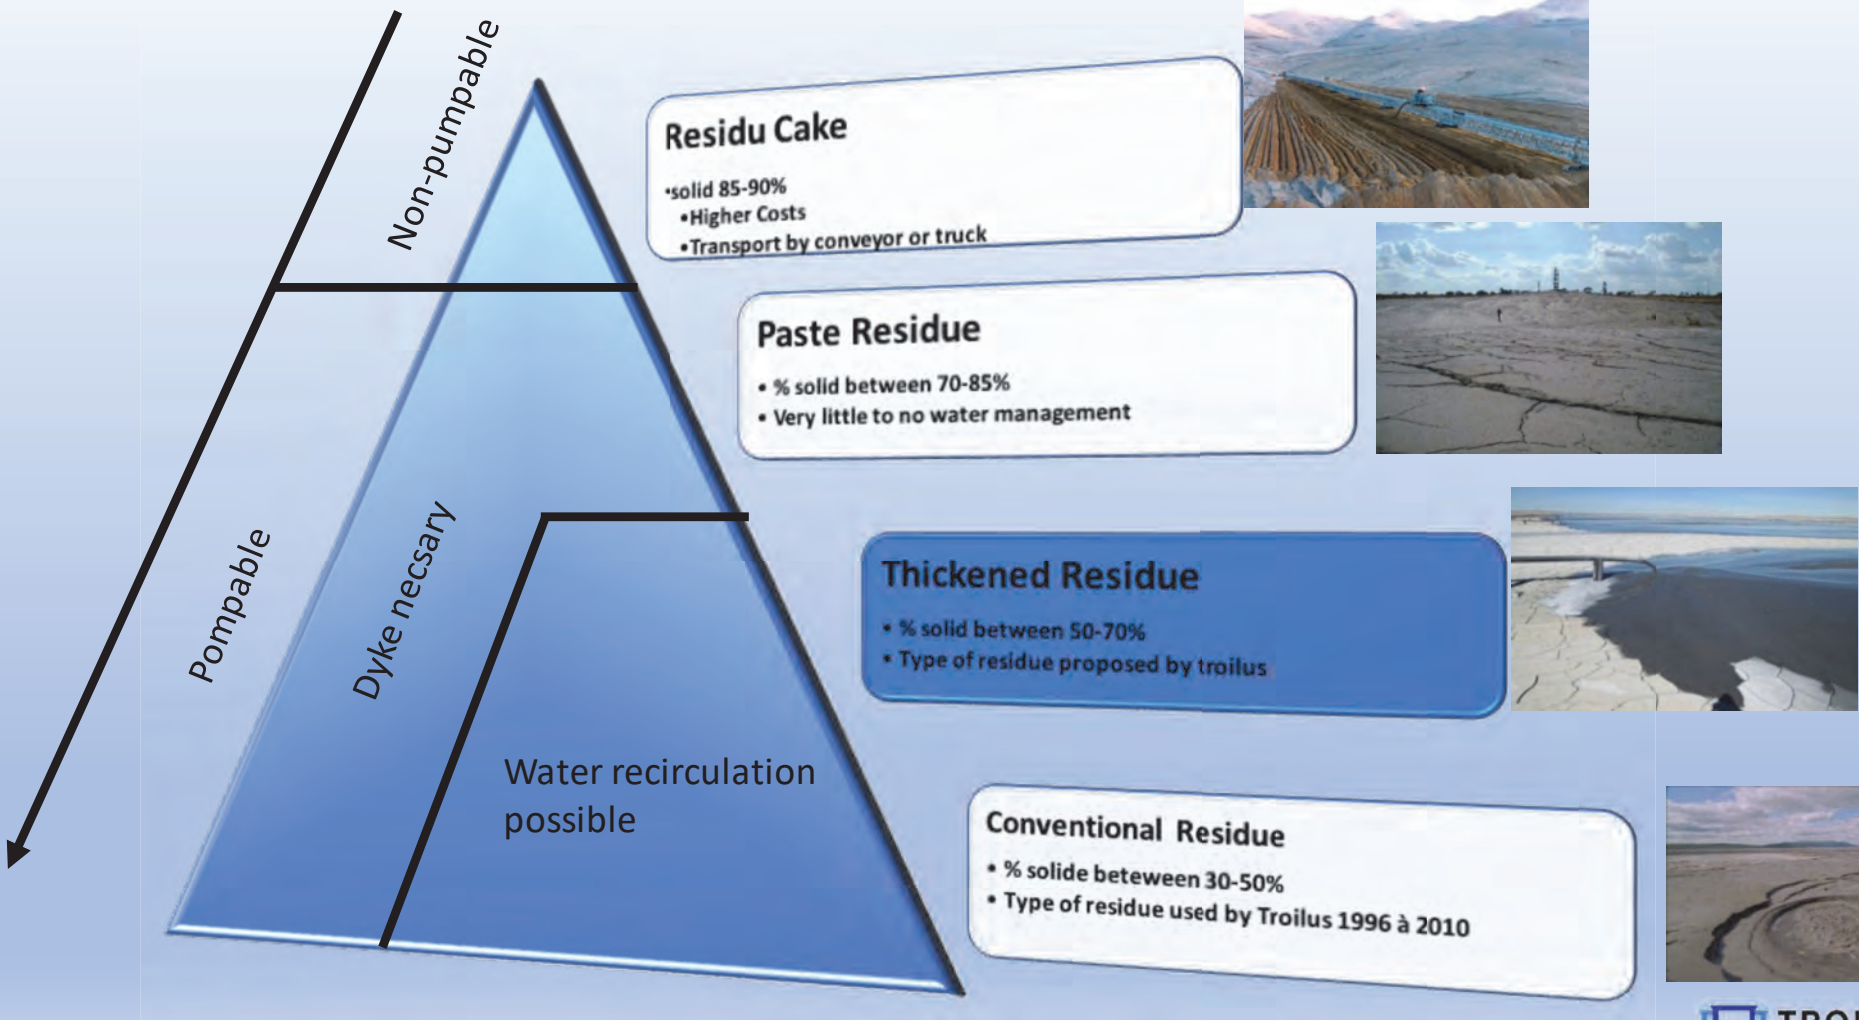 Non-pumpable
Residu Cake
•solid 85-90%
•Higher Costs
•Transport by conveyor or truck
Paste Residue
• % solid between 70-85%
• Very little to no water management
Pompable
Dyke necsary
Thickened Residue
• % solid between 50-70%
• Type of residue proposed by troilus
Water recirculation
possible
Conventional Residue
• % solide beteween 30-50%
• Type of residue used by Troilus 1996 à 2010